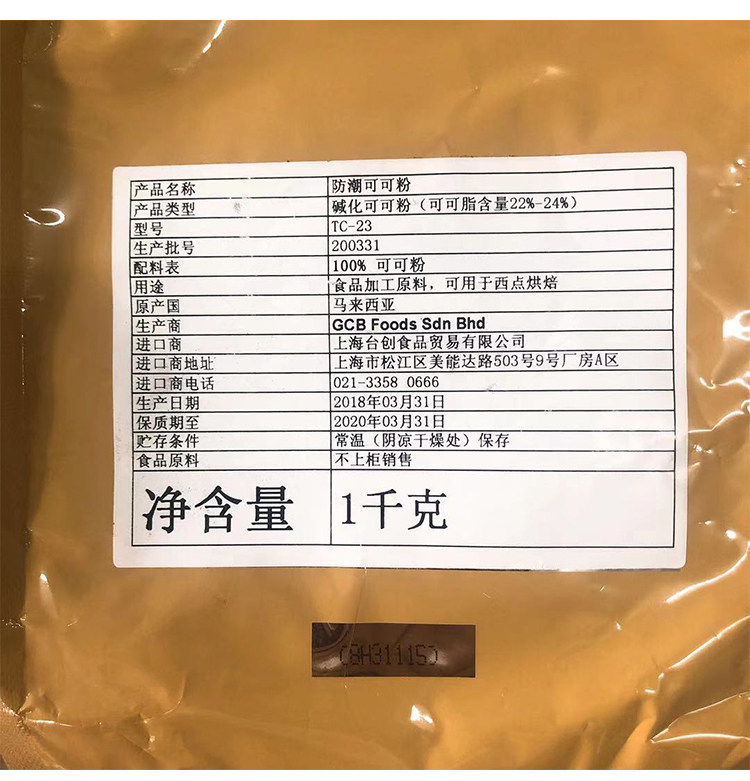 产品名称 防潮可可粉
产品类型 碱化可可粉（可可脂含量22%-24%）
型号 TC-23
生产批号 200331
配料表 100% 可可粉
用途 食品加工原料，可用于西点烘焙
原产国 马来西亚
生产商 GCB Foods Sdn Bhd
进口商 上海台创食品贸易有限公司
进口商地址 上海市松江区美能达路503号9号厂房A区
进口商电话 021-3358 0666
生产日期 2018年03月31日
保质期至 2020年03月31日
贮存条件 常温（阴凉干燥处）保存
食品原料 不上柜销售
净含量 1千克